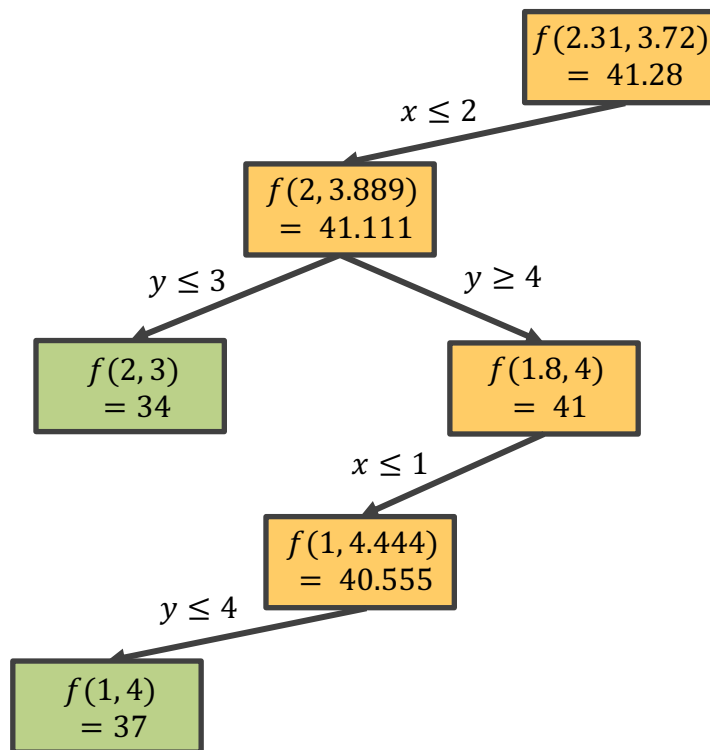 f(2.31, 3.72)
= 41.28
x ≤ 2
f(2, 3.889)
= 41.111
y ≤ 3
y ≥ 4
f(2, 3)
= 34
f(1.8, 4)
= 41
x ≤ 1
f(1, 4.444)
= 40.555
y ≤ 4
f(1, 4)
= 37